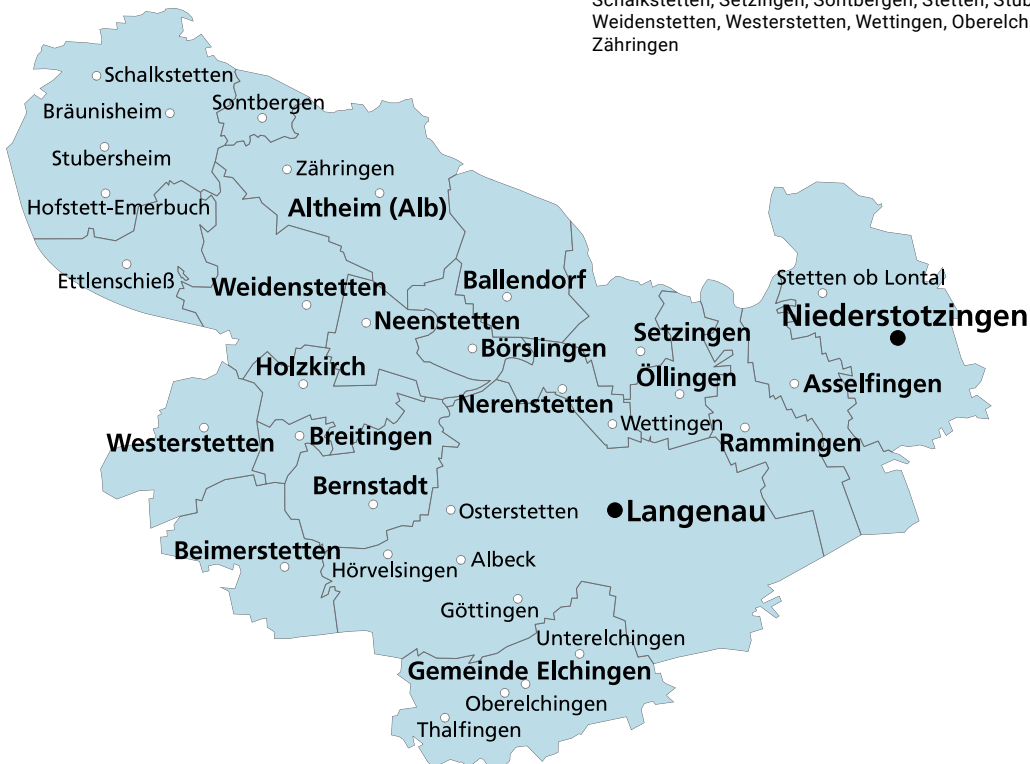 Weidenstetten, Westerstetten, Wettingen,
Zähringen
Schalkstetten
Bräunisheim
Sontbergen
Stubersheim
Zähringen
Hofstett-Emerbuch
Altheim (Alb)
Ettlenschieß
Weidenstetten
Ballendorf
Stetten ob Lontal
Niederstotzingen
Neenstetten
Setzingen
Börslingen
Holzkirch
Öllingen
Asselfingen
Nerenstetten
Wettingen
Westerstetten
Breitingen
Rammingen
Bernstadt
Osterstetten
Langenau
Beimerstetten
Hörvelsingen
Albeck
Göttingen
Unterelchingen
Gemeinde Elchingen
Oberelchingen
Thalfingen